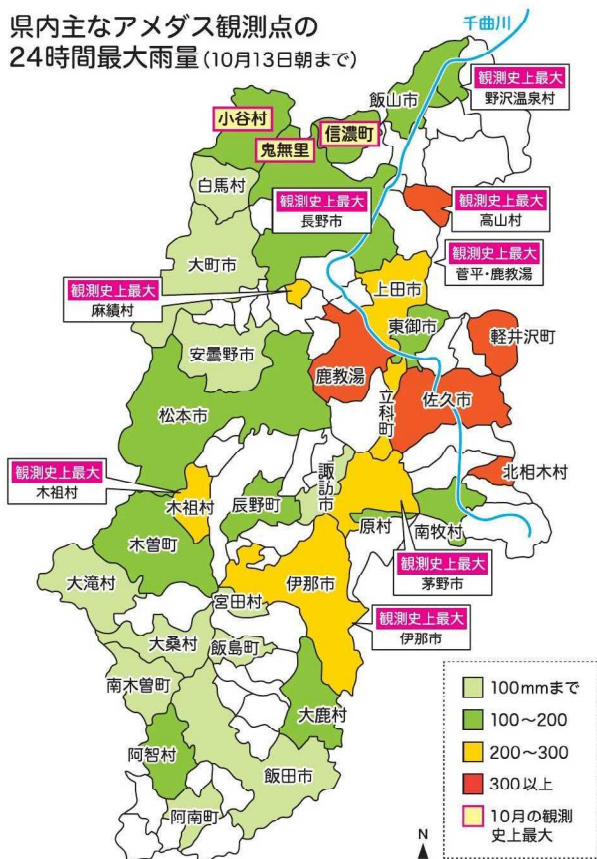 県内主なアメダス観測点の
24時間最大雨量(10月13日朝まで)
千曲川
観測史上最大
野沢温泉村
飯山市
小谷村
信濃町
鬼無里
白馬村
観測史上最大
長野市
観測史上最大
高山村
観測史上最大
菅平・鹿教湯
大町市
観測史上最大
麻績村
上田市
東御市
軽井沢町
安曇野市
鹿教湯
立科町
佐久市
松本市
観測史上最大
木祖村
諏訪市
北相木村
木祖村
辰野町
原村
南牧村
木曽町
観測史上最大
茅野市
大滝村
伊那市
宮田村
観測史上最大
伊那市
大桑村
飯島町
南木曽町
大鹿村
阿智村
飯田市
阿南町
100mmまで
100〜200
200〜300
300以上
10月の観測
史上最大
N